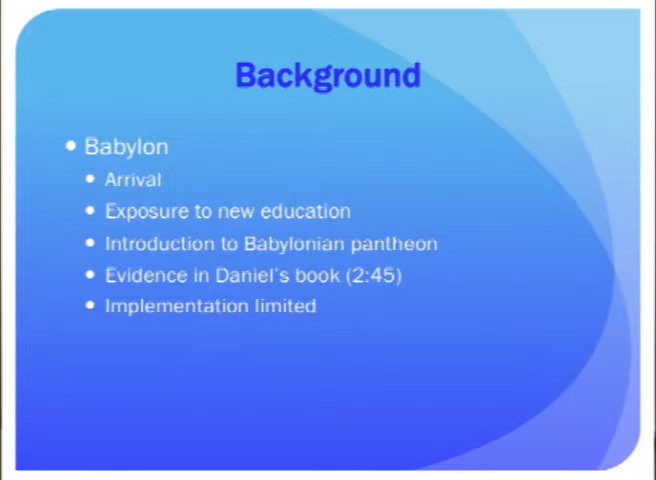 Background
• Babylon
• Arrival
• Exposure to new education
• Introduction to Babylonian pantheon
• Evidence in Daniel's book (2:45)
• Implementation limited